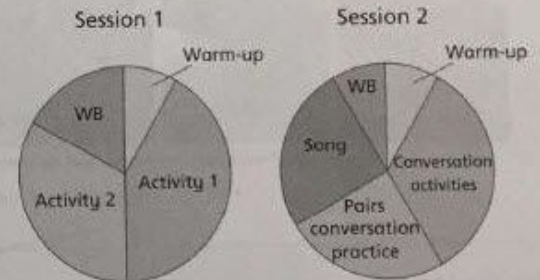 Session 1
Warm-up
WB
Activity 2
Activity 1
Session 2
Warm-up
WB
Song
Conversation
activities
Pairs
conversation
practice